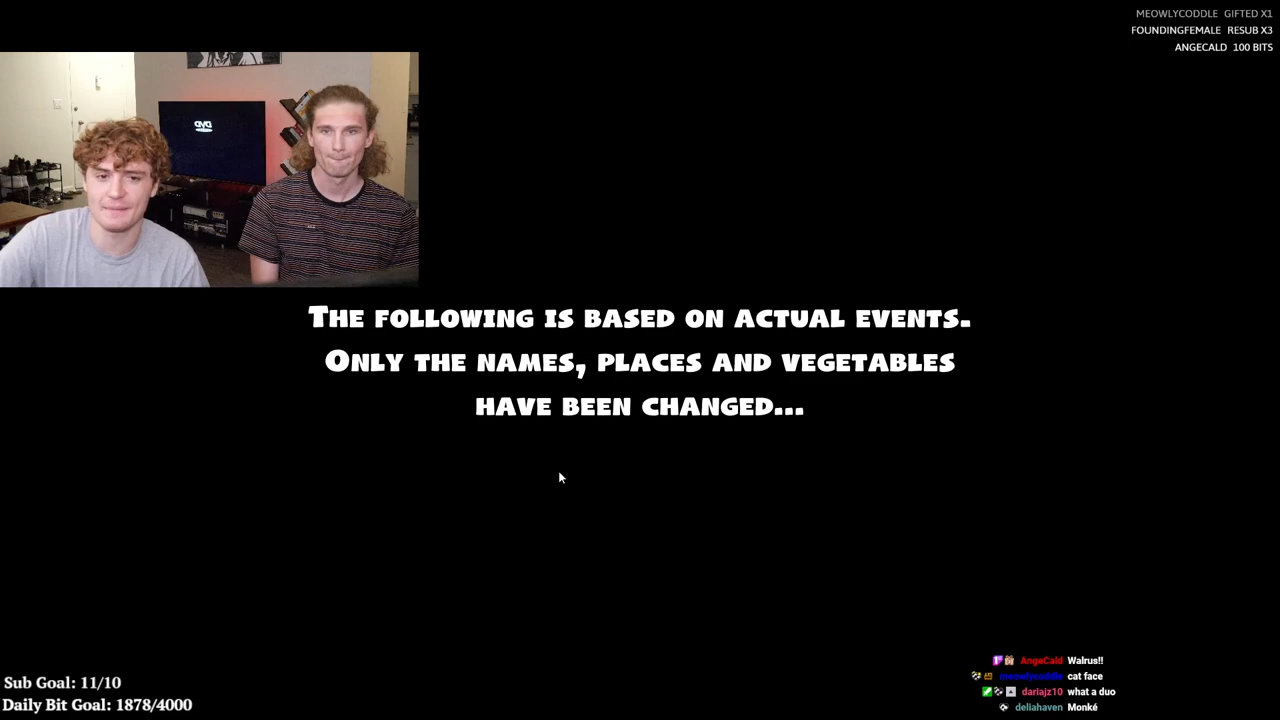 MEOWLYCODDLE GIFTED X1
FOUNDINGFEMALE RESUB X3
ANGECALD 100 BITS
THE FOLLOWING IS BASED ON ACTUAL EVENTS.
ONLY THE NAMES, PLACES AND VEGETABLES
HAVE BEEN CHANGED...
AngeCald Walrus!!
meowlycoddle cat face
dariajz10 what a duo
deliahaven Monké
Sub Goal: 11/10
Daily Bit Goal: 1878/4000